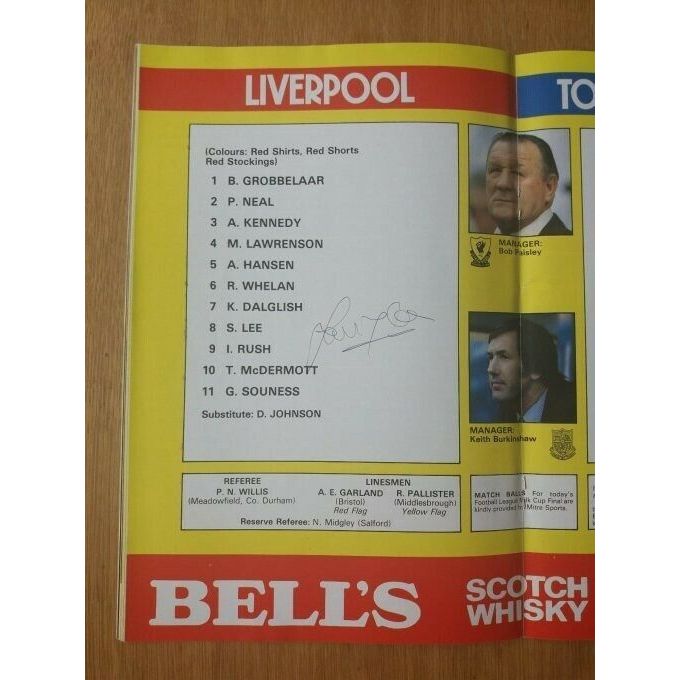 LIVERPOOL
TO
(Colours: Red Shirts, Red Shorts
Red Stockings)
1 B. GROBBELAAR
2 P. NEAL
3 A. KENNEDY
4 M. LAWRENSON
5 A. HANSEN
6 R. WHELAN
7 K. DALGLISH
8 S. LEE
9 I. RUSH
10 T. McDERMOTT
11 G. SOUNESS
Substitute: D. JOHNSON
MANAGER:
Bob Paisley
MANAGER:
Keith Burkinshaw
REFEREE
P. N. WILLIS
(Meadowfield, Co. Durham)
LINESMEN
A. E. GARLAND
(Bristol)
Red Flag
R. PALLISTER
(Middlesbrough)
Yellow Flag
Reserve Referee: N. Midgley (Salford)
MATCH BALLS For today's
Football League Milk Cup Final are
kindly provided by Mitre Sports.
BELL'S
SCOTCH
WHISKY